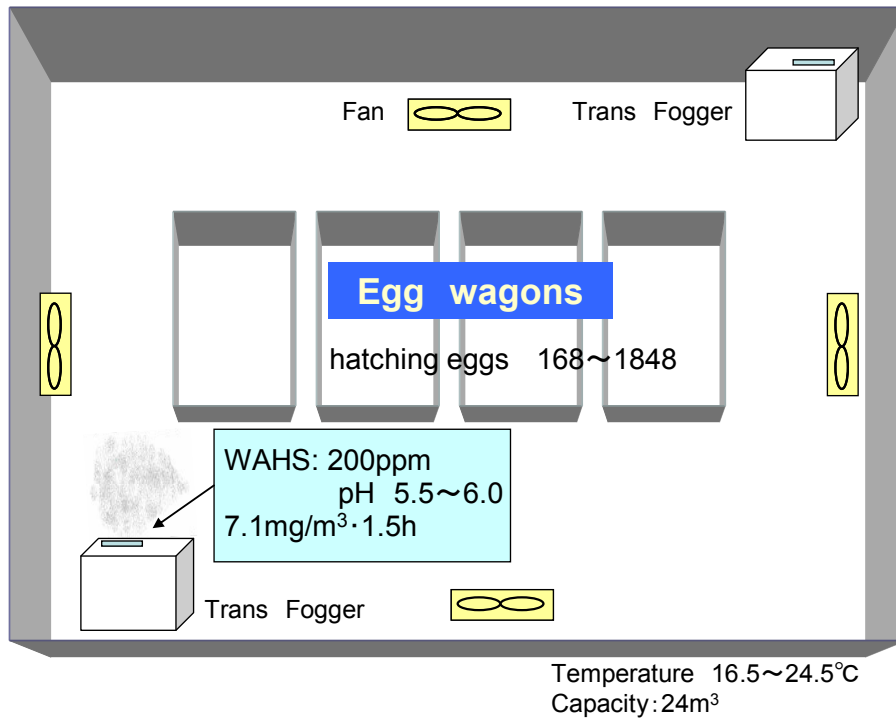 Fan
Trans Fogger
Egg wagons
hatching eggs 168～1848
WAHS: 200ppm
pH 5.5～6.0
7.1mg/m³·1.5h
Trans Fogger
Temperature 16.5～24.5℃
Capacity:24m³